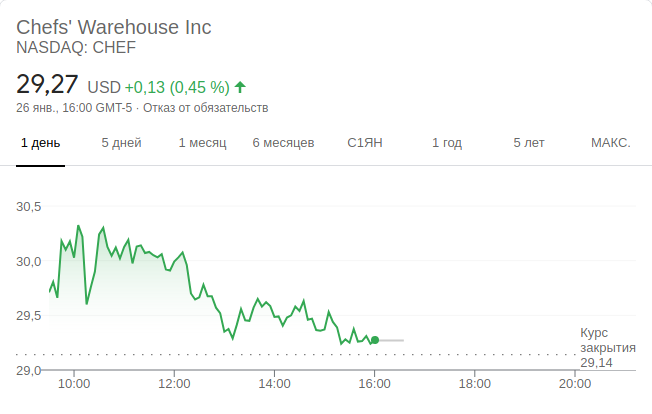 Chefs' Warehouse Inc
NASDAQ: CHEF
29,27 USD +0,13 (0,45 %)
26 янв., 16:00 GMT-5 · Отказ от обязательств
1 день 5 дней 1 месяц 6 месяцев С1ЯН 1 год 5 лет МАКС.
30,5
30,0
29,5
Курс
закрытия
29,14
29,0
10:00 12:00 14:00 16:00 18:00 20:00